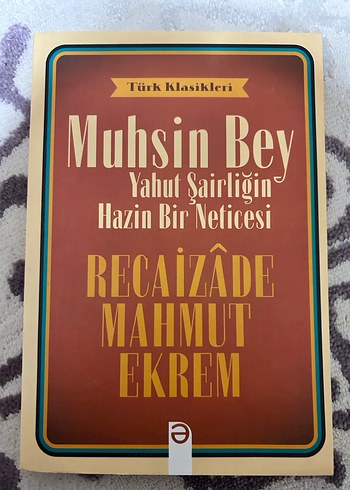 Türk Klasikleri
Muhsin Bey
Yahut Şairliğin
Hazin Bir Neticesi
RECAİZÂDE
MAHMUT
EKREM
Ə